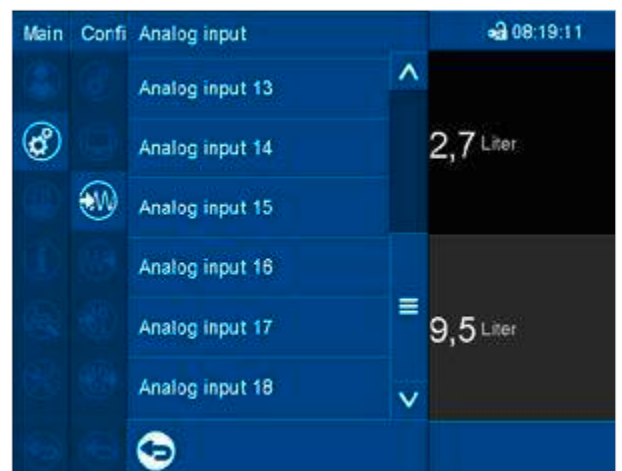 Main Confi Analog input 08:19:11
Analog input 13
Analog input 14
2,7 Liter
Analog input 15
Analog input 16
Analog input 17
9,5 Liter
Analog input 18